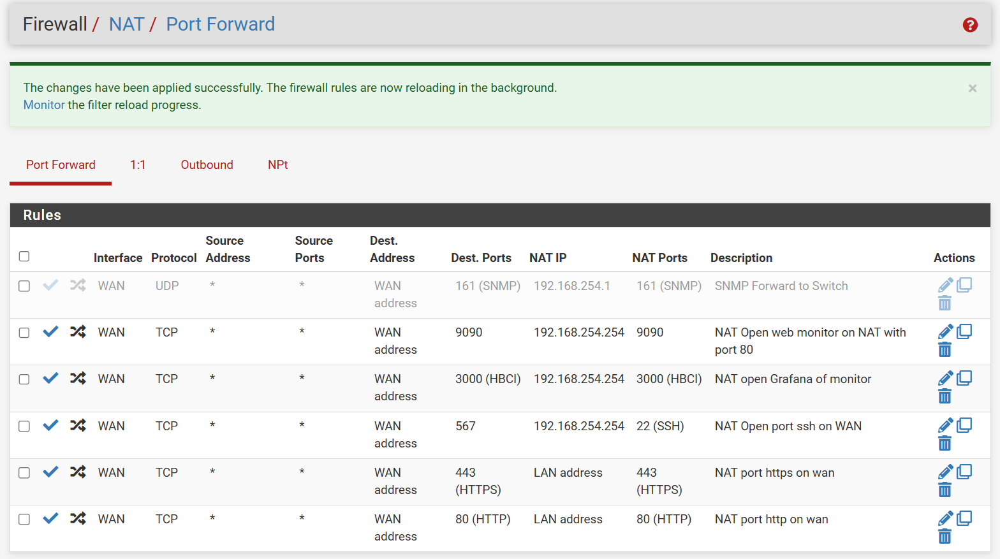 Firewall / NAT / Port Forward
?
The changes have been applied successfully. The firewall rules are now reloading in the background.
×
Monitor the filter reload progress.
Port Forward 1:1 Outbound NPt
Rules
Interface Protocol Source Address Source Ports Dest. Address Dest. Ports NAT IP NAT Ports Description Actions
WAN UDP * * WAN address 161 (SNMP) 192.168.254.1 161 (SNMP) SNMP Forward to Switch
WAN TCP * * WAN address 9090 192.168.254.254 9090 NAT Open web monitor on NAT with port 80
WAN TCP * * WAN address 3000 (HBCI) 192.168.254.254 3000 (HBCI) NAT open Grafana of monitor
WAN TCP * * WAN address 567 192.168.254.254 22 (SSH) NAT Open port ssh on WAN
WAN TCP * * WAN address 443 (HTTPS) LAN address 443 (HTTPS) NAT port https on wan
WAN TCP * * WAN address 80 (HTTP) LAN address 80 (HTTP) NAT port http on wan